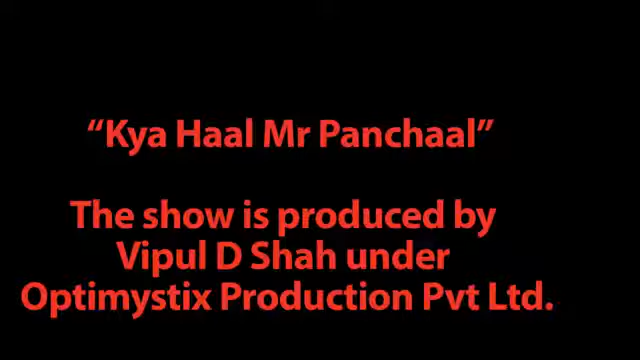 “Kya Haal Mr Panchaal”
The show is produced by
Vipul D Shah under
Optimystix Production Pvt Ltd.